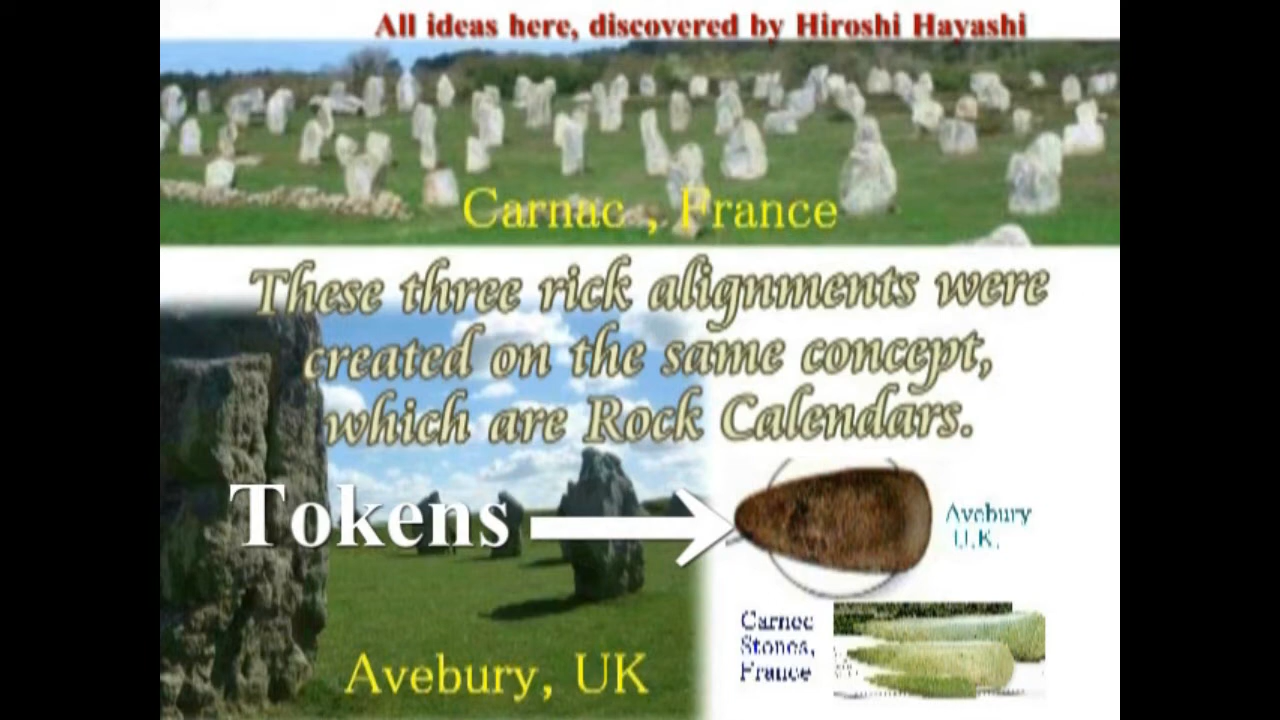 All ideas here, discovered by Hiroshi Hayashi
Carnac , France
These three rick alignments were
created on the same concept,
which are Rock Calendars.
Tokens
Avebury
U.K.
Carnec
Stones,
France
Avebury, UK